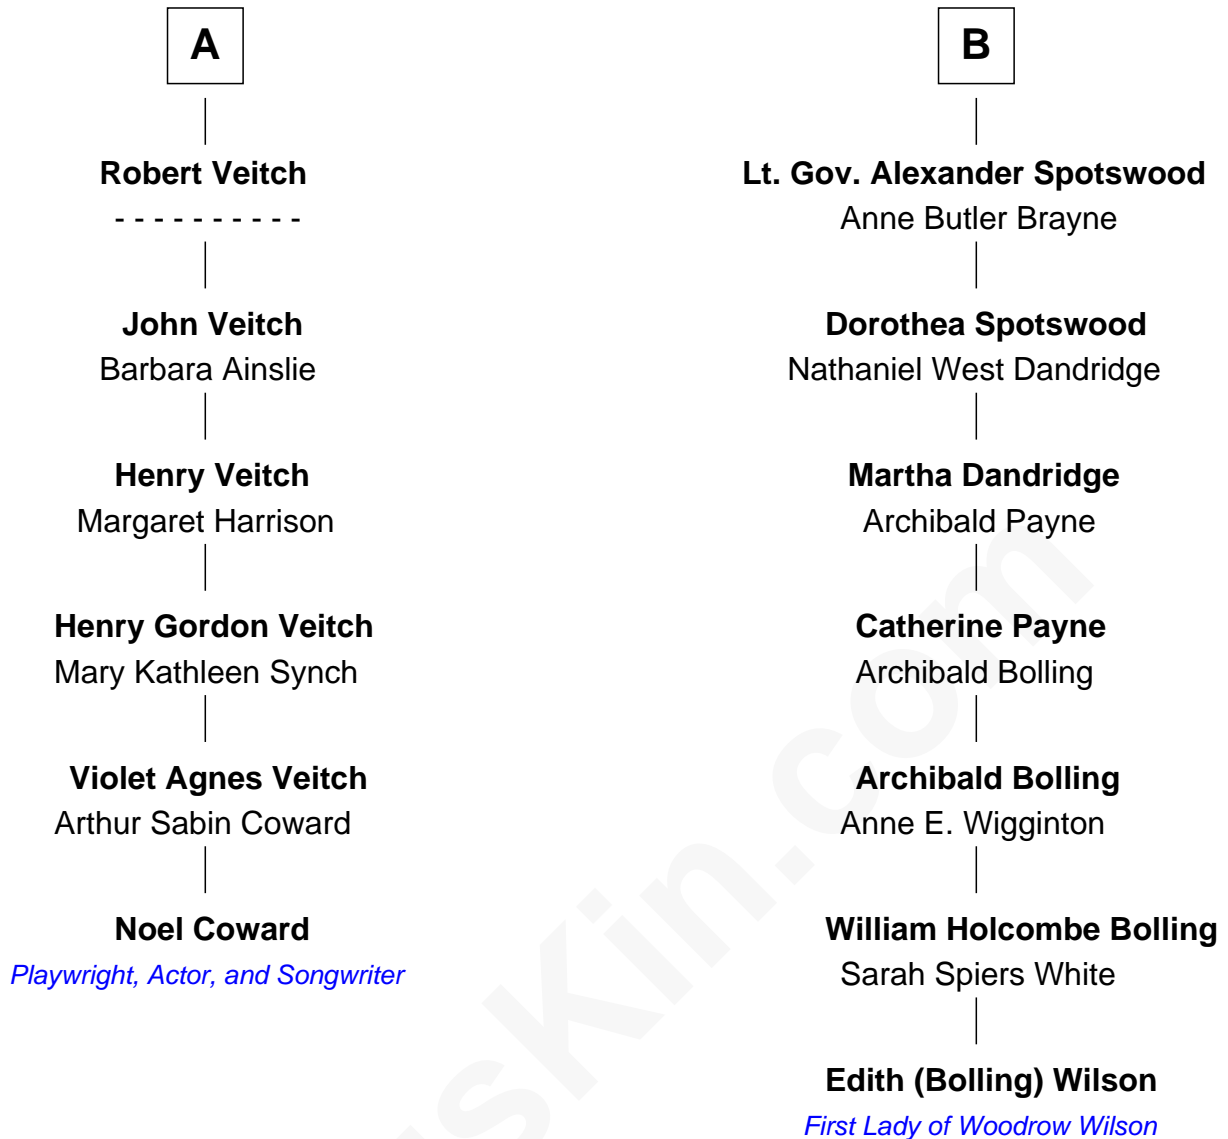 A
Robert Veitch
- - - - - - - - - -
John Veitch
Barbara Ainslie
Henry Veitch
Margaret Harrison
Henry Gordon Veitch
Mary Kathleen Synch
Violet Agnes Veitch
Arthur Sabin Coward
Noel Coward
Playwright, Actor, and Songwriter
B
Lt. Gov. Alexander Spotswood
Anne Butler Brayne
Dorothea Spotswood
Nathaniel West Dandridge
Martha Dandridge
Archibald Payne
Catherine Payne
Archibald Bolling
Archibald Bolling
Anne E. Wigginton
William Holcombe Bolling
Sarah Spiers White
Edith (Bolling) Wilson
First Lady of Woodrow Wilson
sKin.com